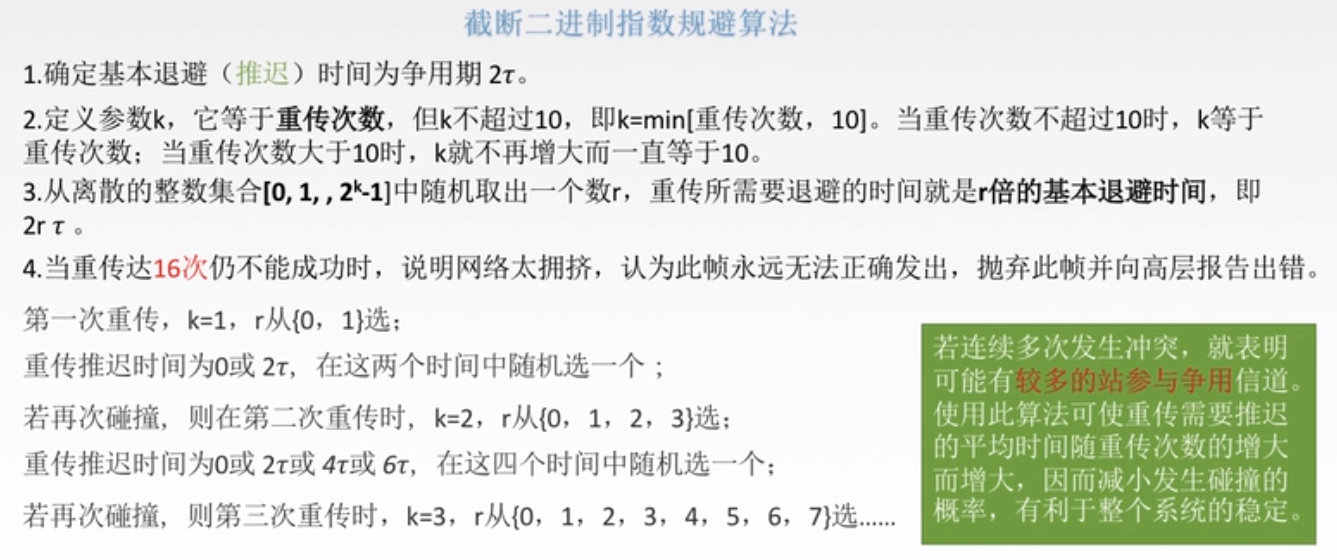 截断二进制指数规避算法
1.确定基本退避（推迟）时间为争用期 2τ。
2.定义参数k，它等于重传次数，但k不超过10，即k=min[重传次数，10]。当重传次数不超过10时，k等于
重传次数；当重传次数大于10时，k就不再增大而一直等于10。
3.从离散的整数集合[0, 1, , 2ᵏ-1]中随机取出一个数r，重传所需要退避的时间就是r倍的基本退避时间，即
2r τ 。
4.当重传达16次仍不能成功时，说明网络太拥挤，认为此帧永远无法正确发出，抛弃此帧并向高层报告出错。
第一次重传，k=1，r从{0，1}选；
重传推迟时间为0或 2τ，在这两个时间中随机选一个；
若再次碰撞，则在第二次重传时，k=2，r从{0，1，2，3}选；
重传推迟时间为0或 2τ或 4τ或 6τ，在这四个时间中随机选一个；
若再次碰撞，则第三次重传时，k=3，r从{0，1，2，3，4，5，6，7}选......
若连续多次发生冲突，就表明
可能有较多的站参与争用信道。
使用此算法可使重传需要推迟
的平均时间随重传次数的增大
而增大，因而减小发生碰撞的
概率，有利于整个系统的稳定。